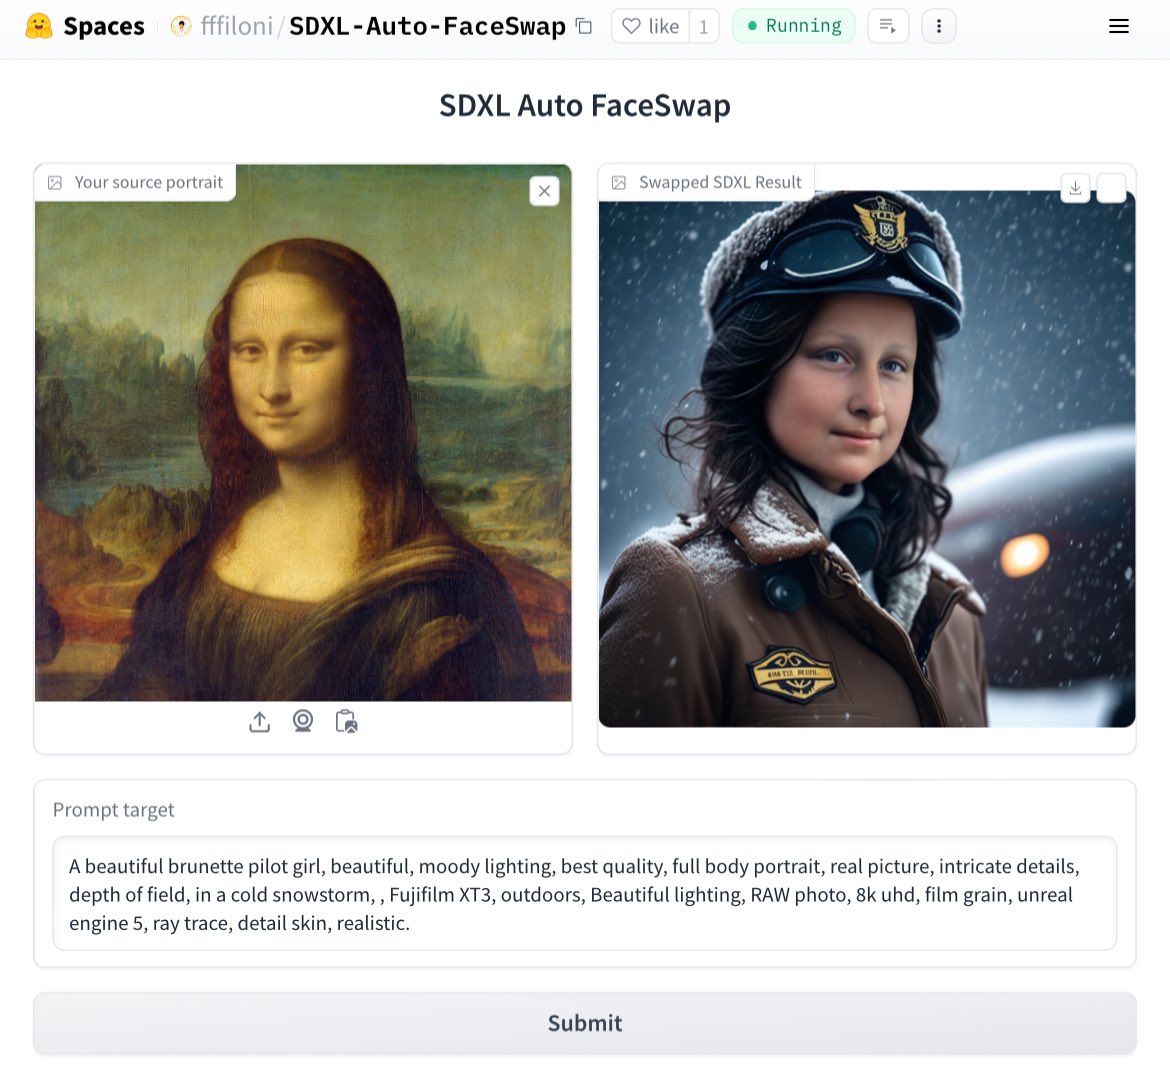 Spaces fffiloni/SDXL-Auto-FaceSwap like 1 Running
SDXL Auto FaceSwap
Your source portrait
Swapped SDXL Result
Prompt target
A beautiful brunette pilot girl, beautiful, moody lighting, best quality, full body portrait, real picture, intricate details,
depth of field, in a cold snowstorm, , Fujifilm XT3, outdoors, Beautiful lighting, RAW photo, 8k uhd, film grain, unreal
engine 5, ray trace, detail skin, realistic.
Submit